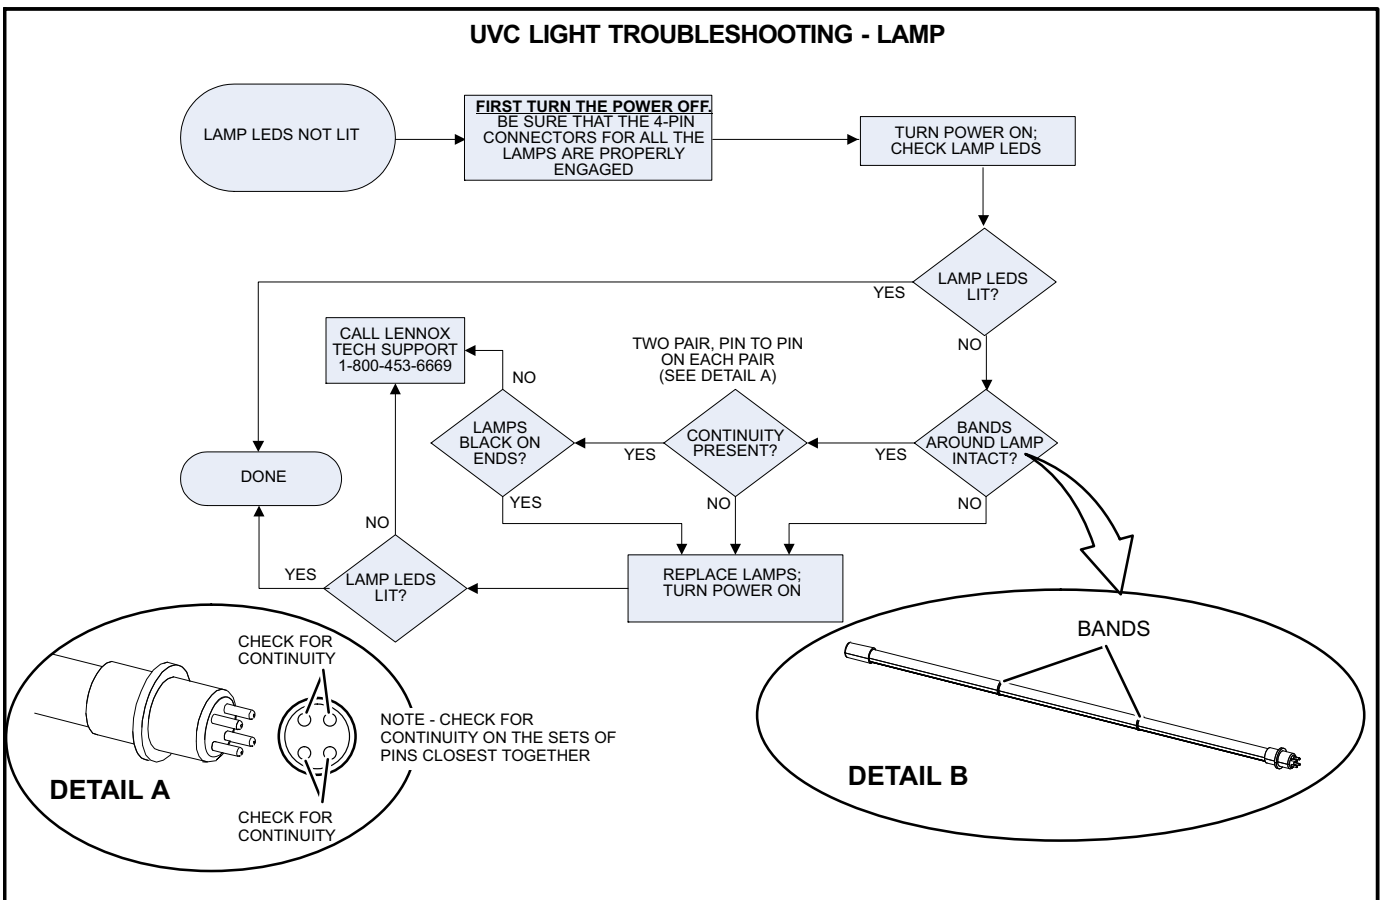 UVC LIGHT TROUBLESHOOTING - LAMP
LAMP LEDS NOT LIT
FIRST TURN THE POWER OFF.
BE SURE THAT THE 4-PIN
CONNECTORS FOR ALL THE
LAMPS ARE PROPERLY
ENGAGED
TURN POWER ON;
CHECK LAMP LEDS
LAMP LEDS
LIT?
YES
NO
CALL LENNOX
TECH SUPPORT
1-800-453-6669
NO
TWO PAIR, PIN TO PIN
ON EACH PAIR
(SEE DETAIL A)
LAMPS
BLACK ON
ENDS?
YES
CONTINUITY
PRESENT?
YES
BANDS
AROUND LAMP
INTACT?
DONE
YES
NO
NO
NO
YES
LAMP LEDS
LIT?
REPLACE LAMPS;
TURN POWER ON
CHECK FOR
CONTINUITY
NOTE - CHECK FOR
CONTINUITY ON THE SETS OF
PINS CLOSEST TOGETHER
DETAIL A
CHECK FOR
CONTINUITY
BANDS
DETAIL B